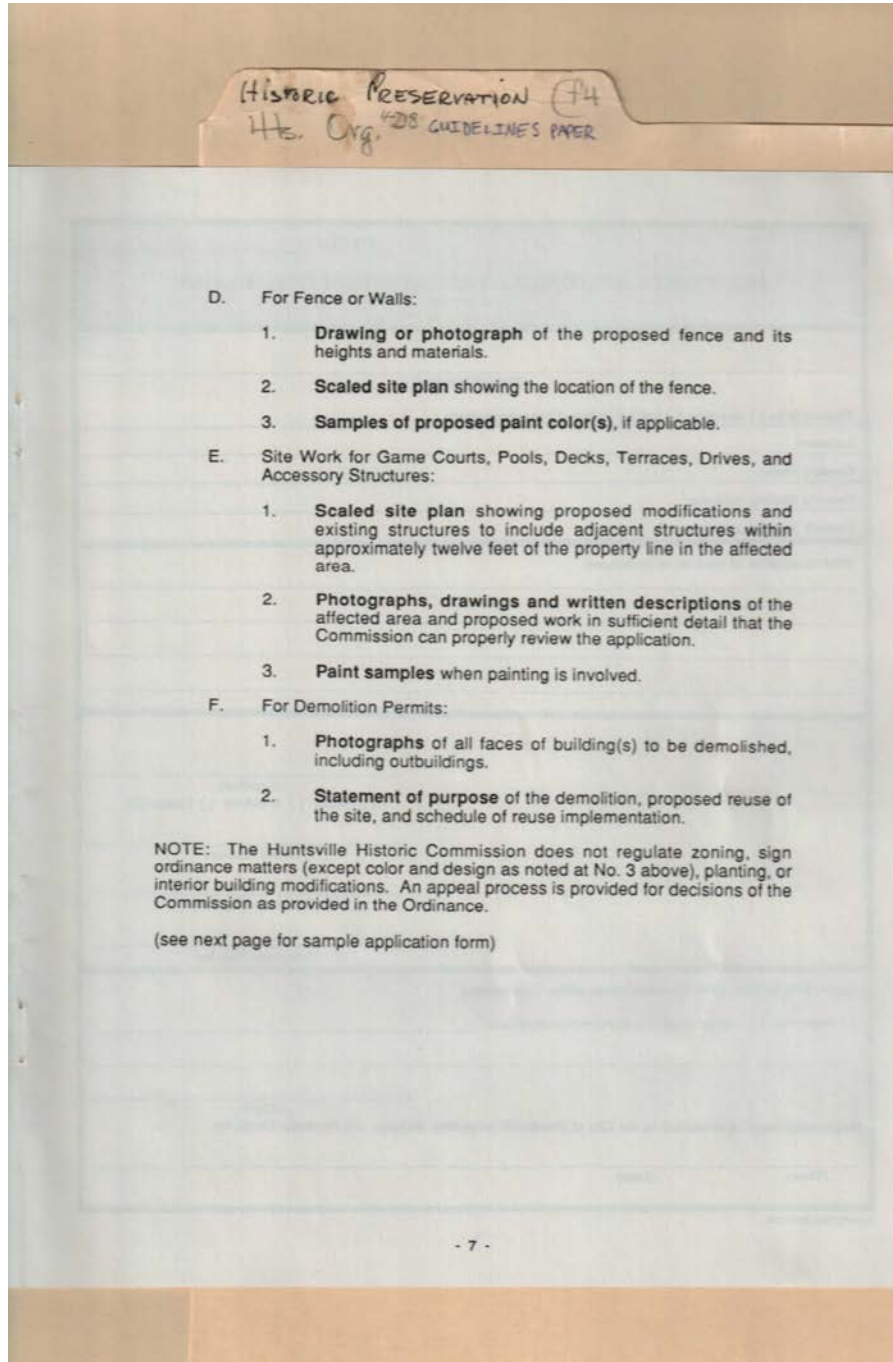 Historic Preservation (f4
Hs. Org. GUIDELINES PAPER
D. For Fence or Walls:
1. Drawing or photograph of the proposed fence and its
heights and materials.
2. Scaled site plan showing the location of the fence.
3. Samples of proposed paint color(s), if applicable.
E. Site Work for Game Courts, Pools, Decks, Terraces, Drives, and
Accessory Structures:
1. Scaled site plan showing proposed modifications and
existing structures to include adjacent structures within
approximately twelve feet of the property line in the affected
area.
2. Photographs, drawings and written descriptions of the
affected area and proposed work in sufficient detail that the
Commission can properly review the application.
3. Paint samples when painting is involved.
F. For Demolition Permits:
1. Photographs of all faces of building(s) to be demolished,
including outbuildings.
2. Statement of purpose of the demolition, proposed reuse of
the site, and schedule of reuse implementation.
NOTE: The Huntsville Historic Commission does not regulate zoning, sign
ordinance matters (except color and design as noted at No. 3 above), planting, or
interior building modifications. An appeal process is provided for decisions of the
Commission as provided in the Ordinance.
(see next page for sample application form)
- 7 -